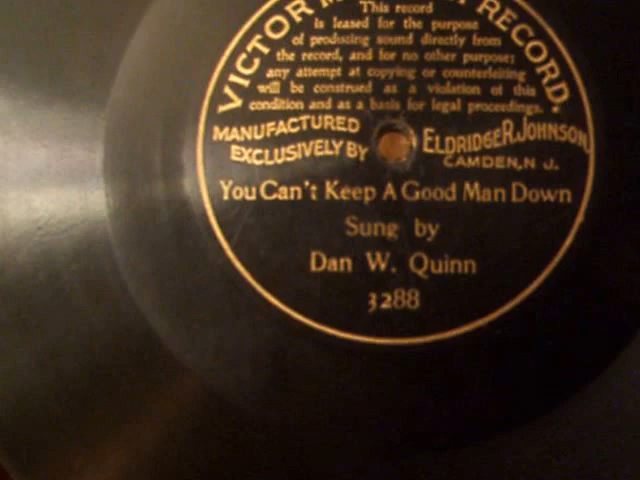 VICTOR RECORD.
This record
is leased for the purpose
of producing sound directly from
the record, and for no other purpose;
any attempt at copying or counterfeiting
will be construed as a violation of this
condition and as a basis for legal proceedings.
MANUFACTURED
EXCLUSIVELY BY
ELDRIDGE R. JOHNSON,
CAMDEN, N. J.
You Can't Keep A Good Man Down
Sung by
Dan W. Quinn
3288